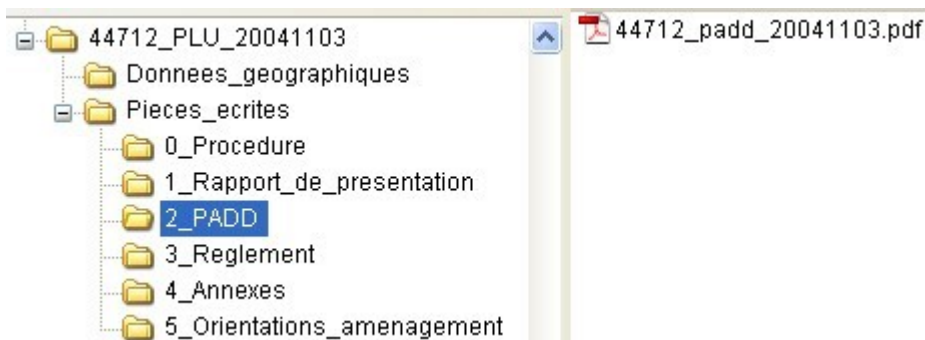 44712_PLU_20041103
Donnees_geographiques
Pieces_ecrites
0_Procedure
1_Rapport_de_presentation
2_PADD
3_Reglement
4_Annexes
5_Orientations_amenagement
44712_padd_20041103.pdf